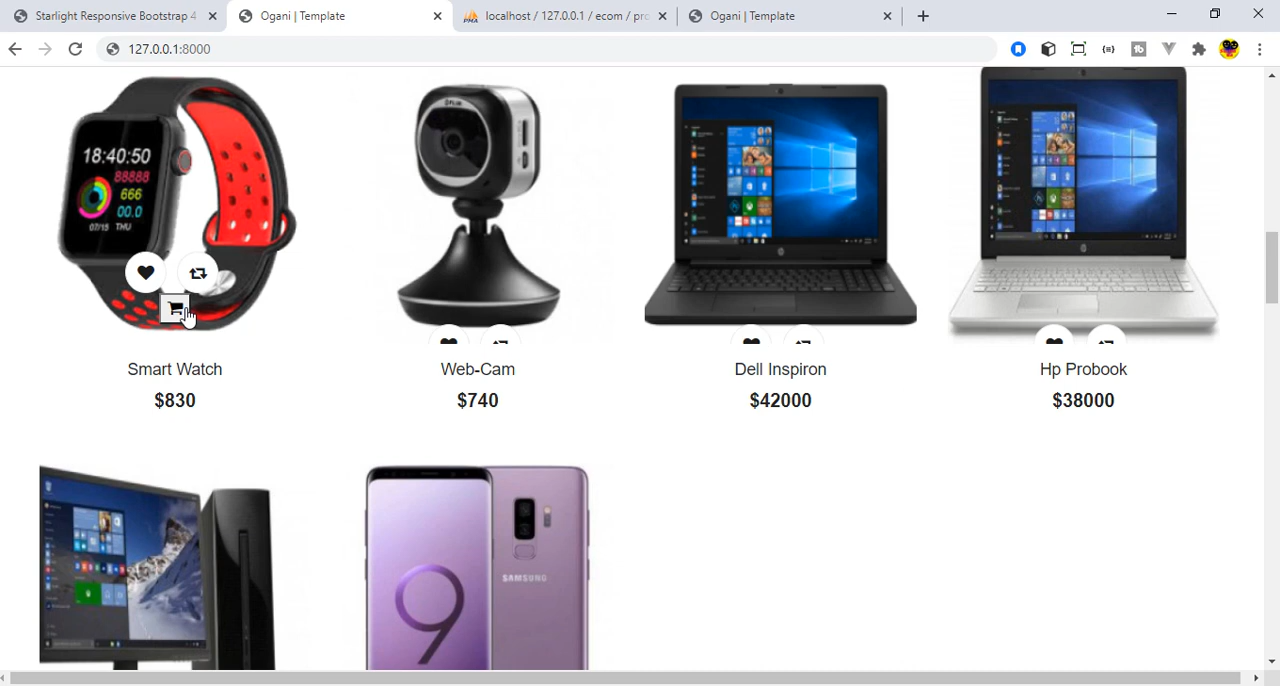 Starlight Responsive Bootstrap 4
Ogani | Template
localhost / 127.0.0.1 / ecom / pro
Ogani | Template
127.0.0.1:8000
18:40:50
88888
666
00.0
07/15 THU
Smart Watch
$830
Web-Cam
$740
Dell Inspiron
$42000
Hp Probook
$38000
SAMSUNG
9